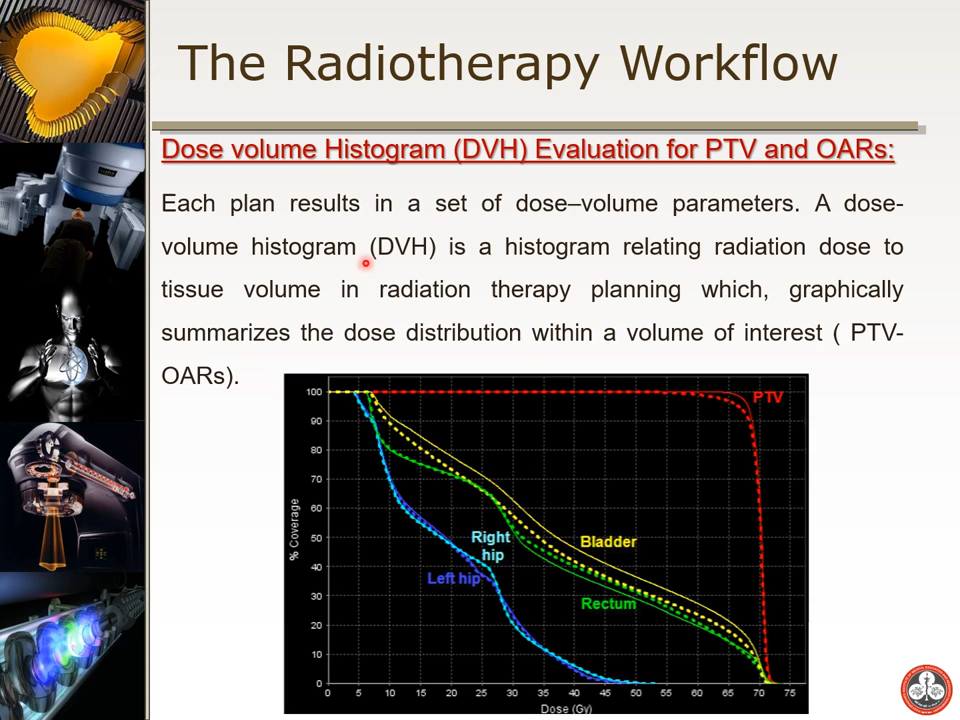 The Radiotherapy Workflow
Dose volume Histogram (DVH) Evaluation for PTV and OARs:
Each plan results in a set of dose–volume parameters. A dose-
volume histogram (DVH) is a histogram relating radiation dose to
tissue volume in radiation therapy planning which, graphically
summarizes the dose distribution within a volume of interest ( PTV-
OARs).
100
90
80
70
60
50
40
30
20
10
0
% Coverage
PTV
Right
hip
Bladder
Left hip
Rectum
0 5 10 15 20 25 30 35 40 45 50 55 60 65 70 75
Dose (Gy)